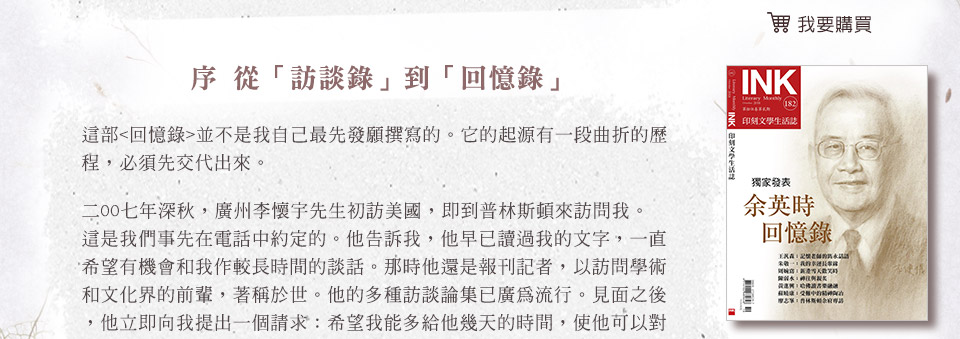 我要購買
序 從「訪談錄」到「回憶錄」
這部<回憶錄>並不是我自己最先發願撰寫的。它的起源有一段曲折的歷
程，必須先交代出來。
二00七年深秋，廣州李懷宇先生初訪美國，即到普林斯頓來訪問我。
這是我們事先在電話中約定的。他告訴我，他早已讀過我的文字，一直
希望有機會和我作較長時間的談話。那時他還是報刊記者，以訪問學術
和文化界的前輩，著稱於世。他的多種訪談論集已廣爲流行。見面之後
，他立即向我提出一個請求：希望我能多給他幾天的時間，使他可以對
INK
Literary Monthly
182
印刻文學生活誌
INK
印刻文學生活誌
獨家發表
余英時
回憶錄